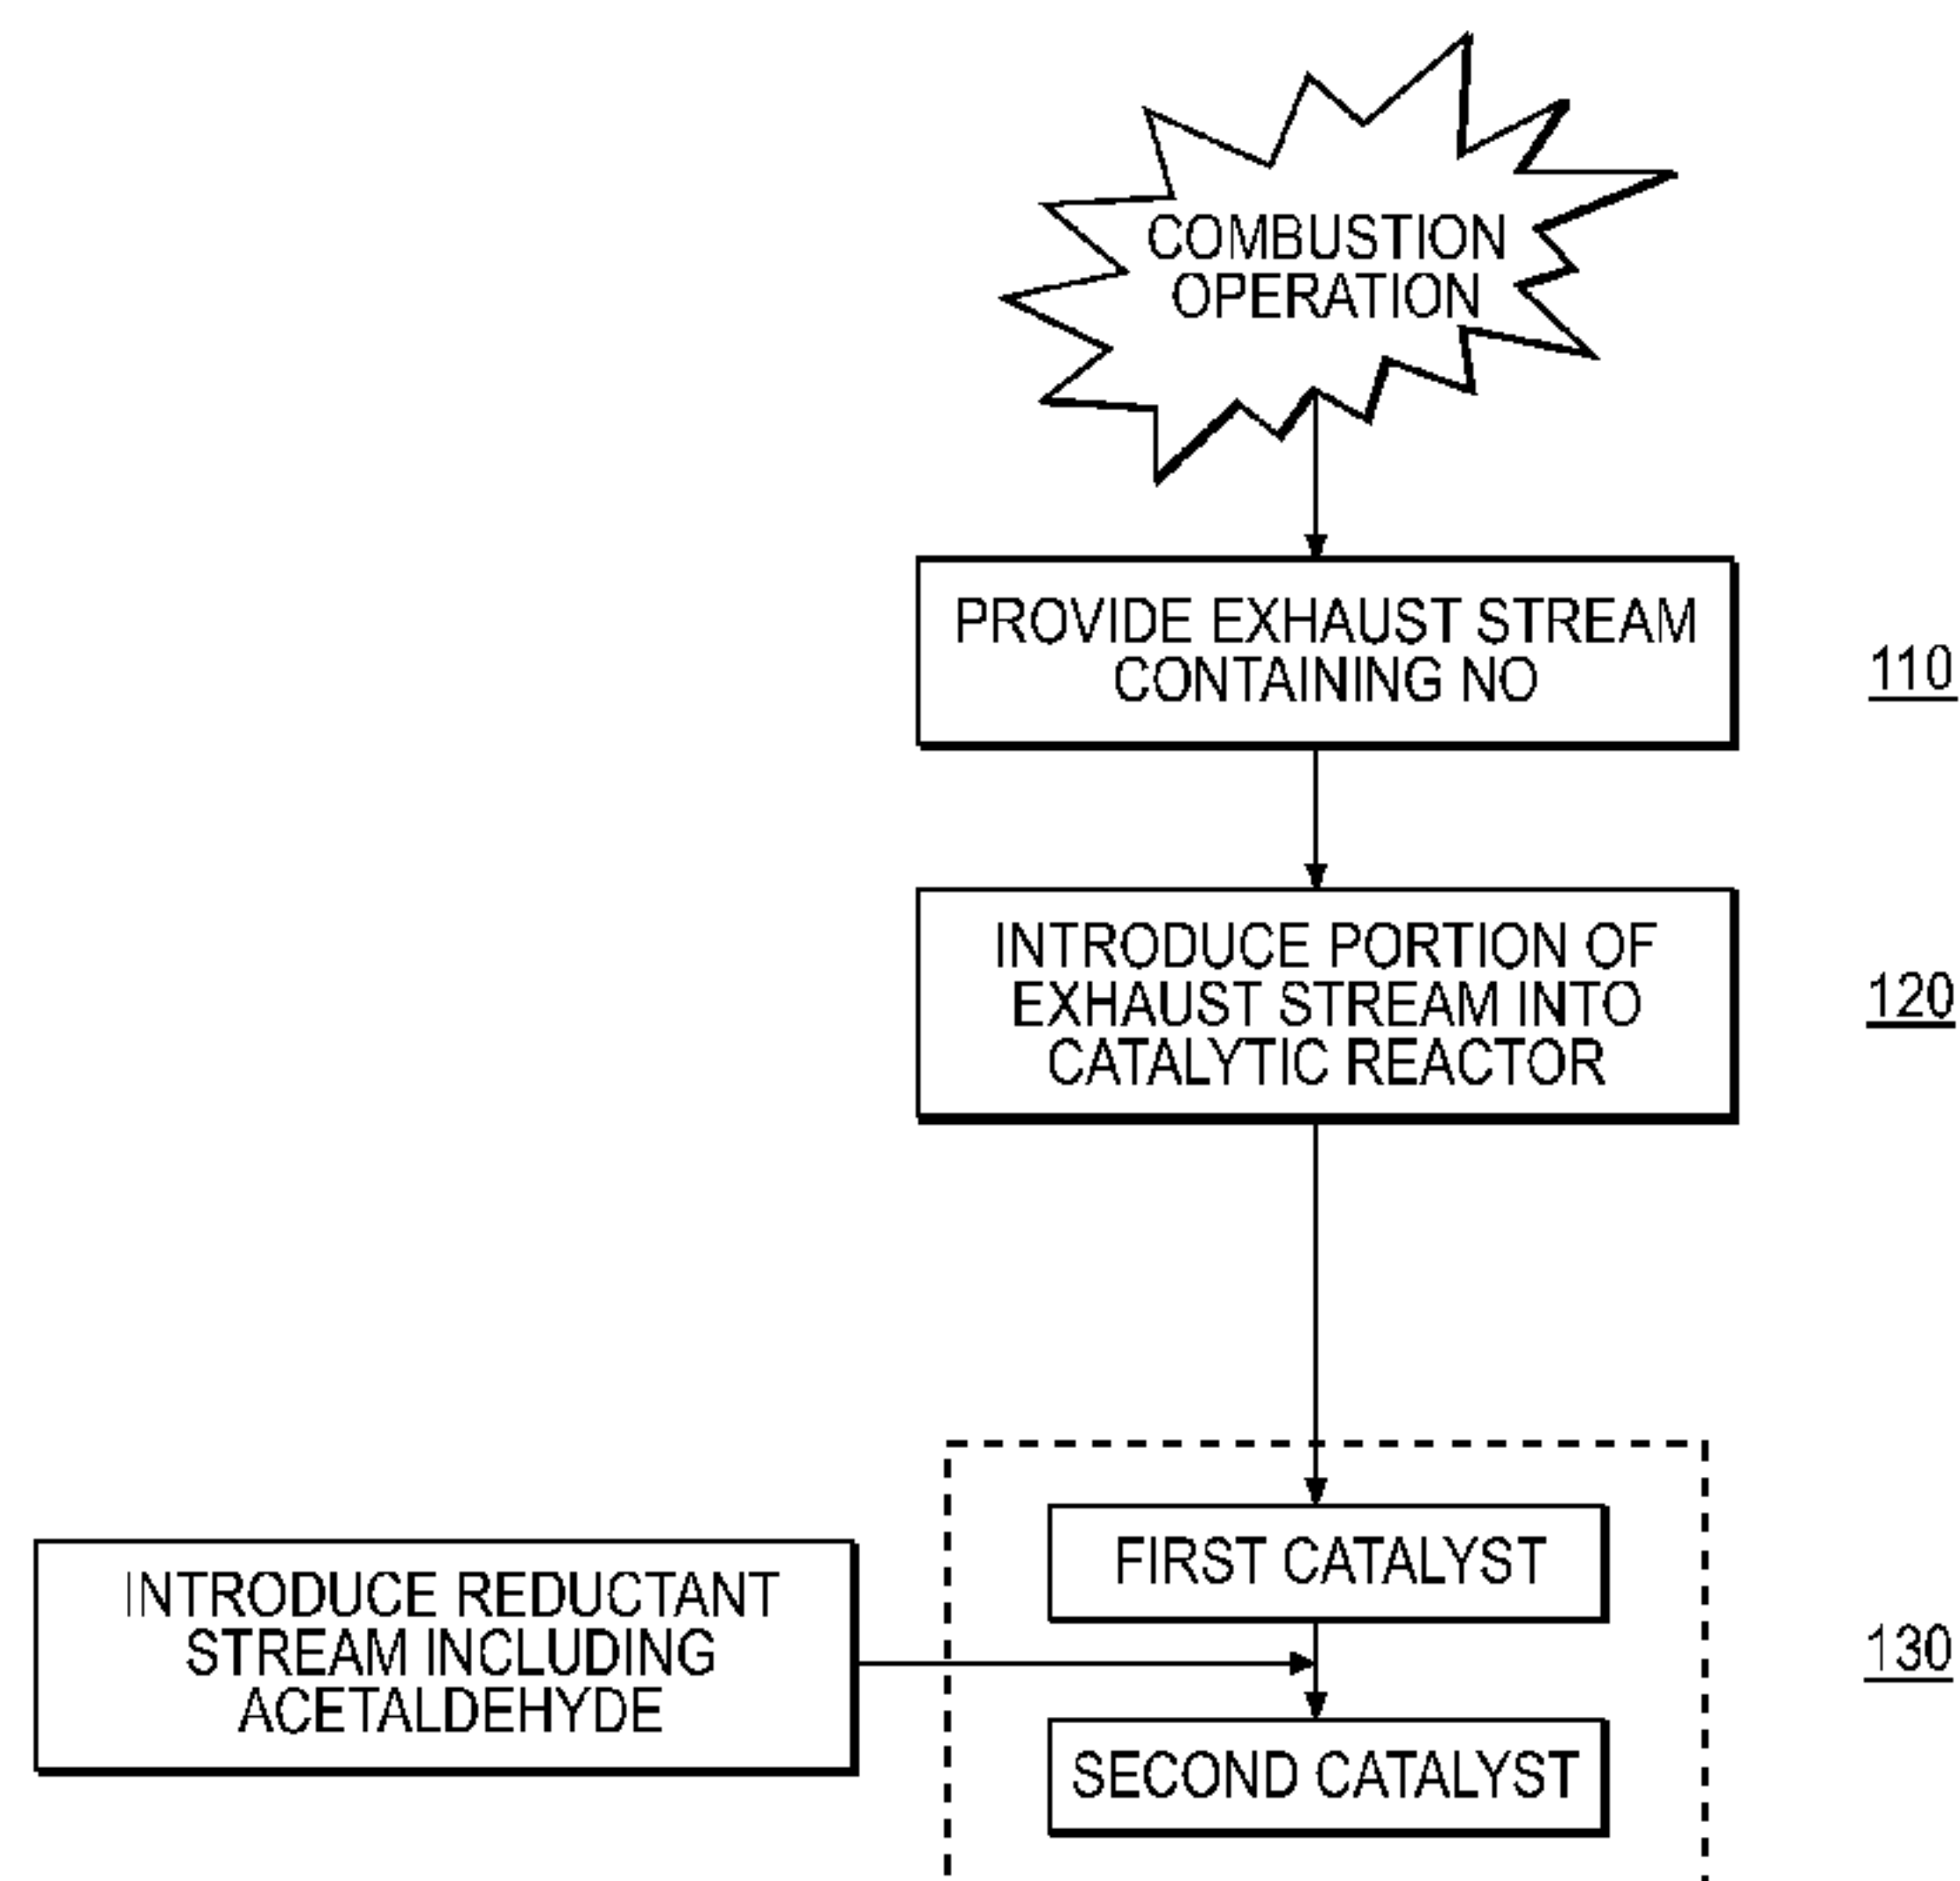 COMBUSTION
OPERATION
PROVIDE EXHAUST STREAM
CONTAINING NO
110
INTRODUCE PORTION OF
EXHAUST STREAM INTO
CATALYTIC REACTOR
120
FIRST CATALYST
INTRODUCE REDUCTANT
STREAM INCLUDING
ACETALDEHYDE
130
SECOND CATALYST